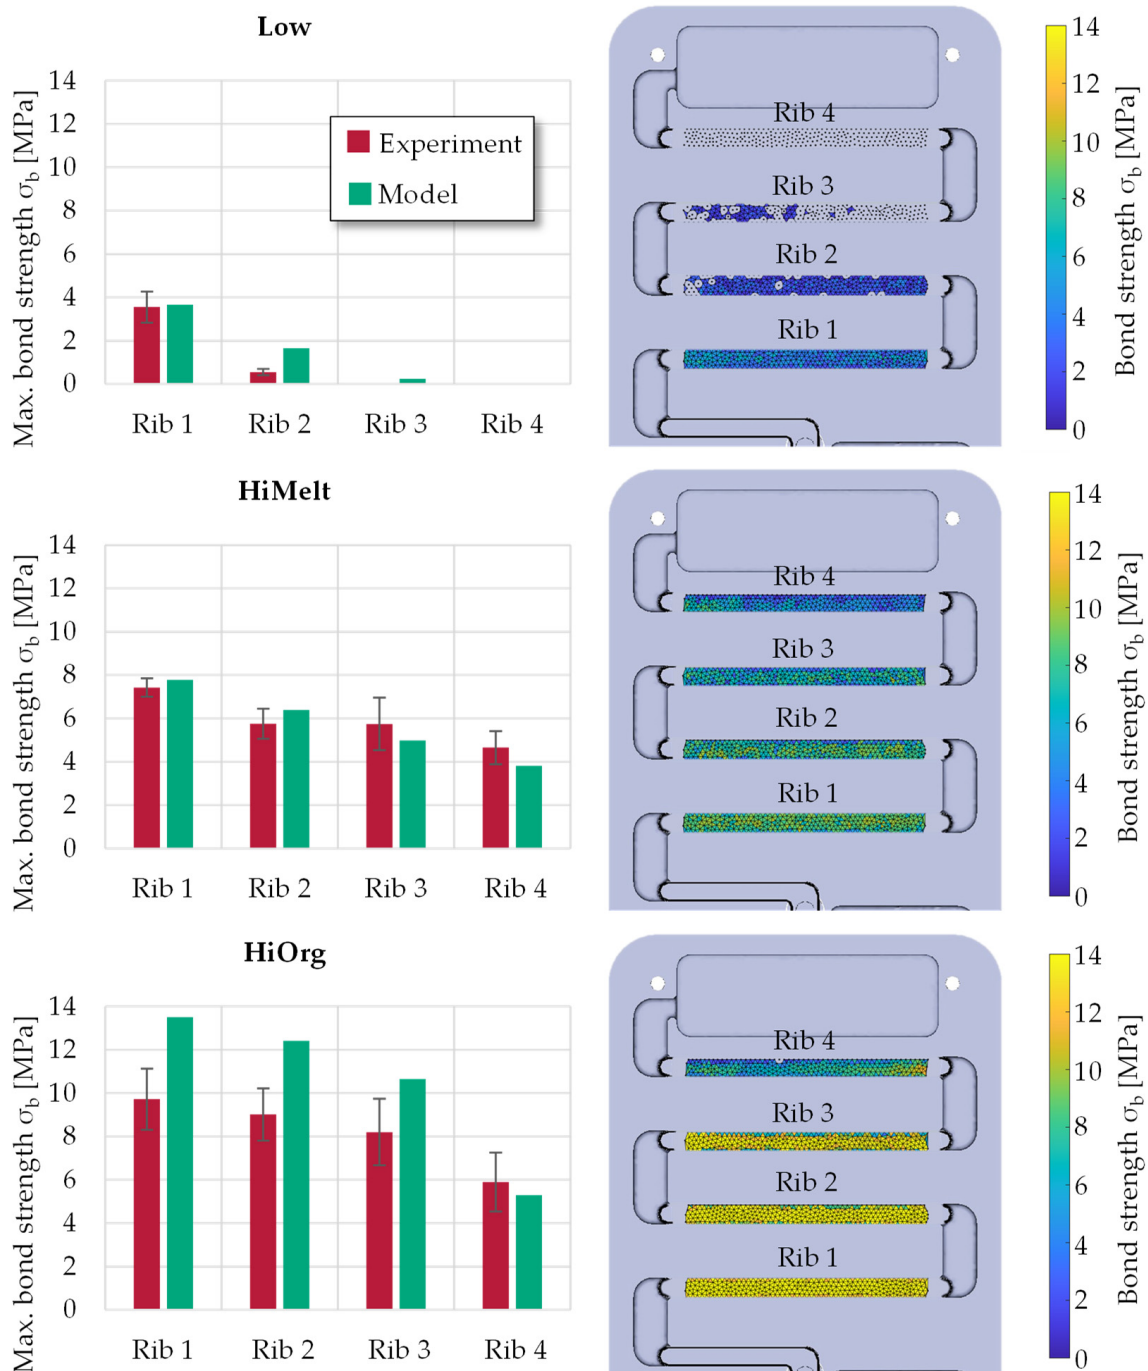 Low
Max. bond strength σb [MPa]
14
12
10
8
6
4
2
0
Experiment
Model
Rib 1 Rib 2 Rib 3 Rib 4
Rib 4
Rib 3
Rib 2
Rib 1
14
12
10
8
6
4
2
0
Bond strength σb [MPa]
HiMelt
Max. bond strength σb [MPa]
14
12
10
8
6
4
2
0
Rib 1 Rib 2 Rib 3 Rib 4
Rib 4
Rib 3
Rib 2
Rib 1
14
12
10
8
6
4
2
0
Bond strength σb [MPa]
HiOrg
Max. bond strength σb [MPa]
14
12
10
8
6
4
2
0
Rib 1 Rib 2 Rib 3 Rib 4
Rib 4
Rib 3
Rib 2
Rib 1
14
12
10
8
6
4
2
0
Bond strength σb [MPa]